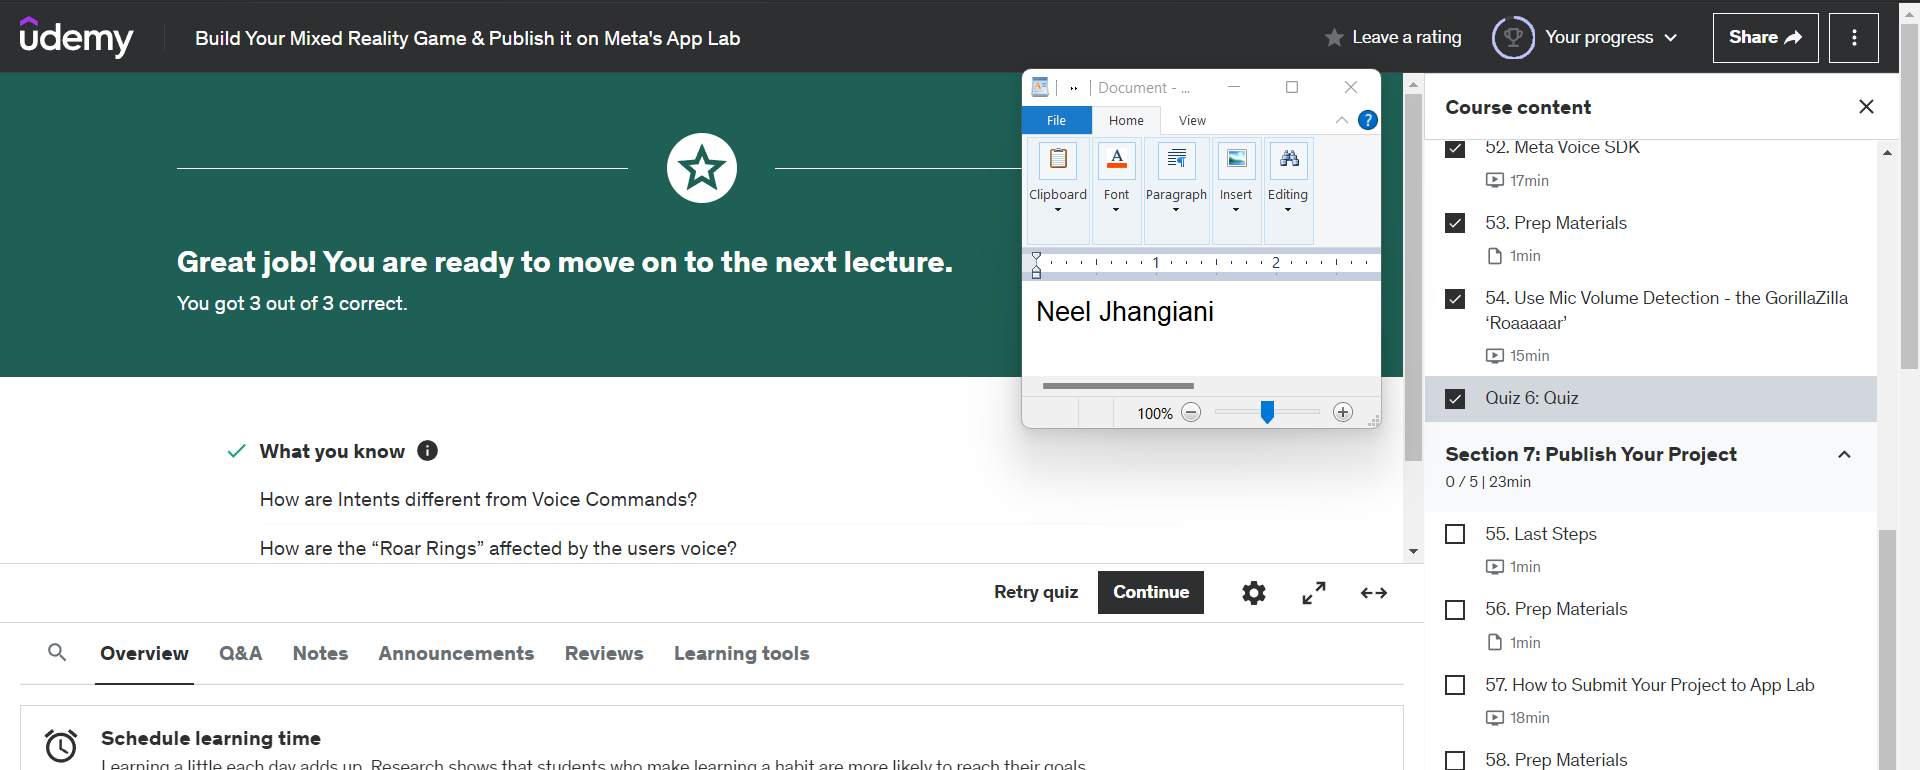 udemy
Build Your Mixed Reality Game & Publish it on Meta's App Lab
Leave a rating
Your progress
Share
Great job! You are ready to move on to the next lecture.
You got 3 out of 3 correct.
What you know
How are Intents different from Voice Commands?
How are the “Roar Rings” affected by the users voice?
Document - ...
File
Home
View
Clipboard
Font
Paragraph
Insert
Editing
1
2
Neel Jhangiani
100%
Retry quiz
Continue
Overview
Q&A
Notes
Announcements
Reviews
Learning tools
Schedule learning time
Learning a little each day adds up. Research shows that students who make learning a habit are more likely to reach their goals.
Course content
52. Meta Voice SDK
17min
53. Prep Materials
1min
54. Use Mic Volume Detection - the GorillaZilla
‘Roaaaaar’
15min
Quiz 6: Quiz
Section 7: Publish Your Project
0 / 5 | 23min
55. Last Steps
1min
56. Prep Materials
1min
57. How to Submit Your Project to App Lab
18min
58. Prep Materials